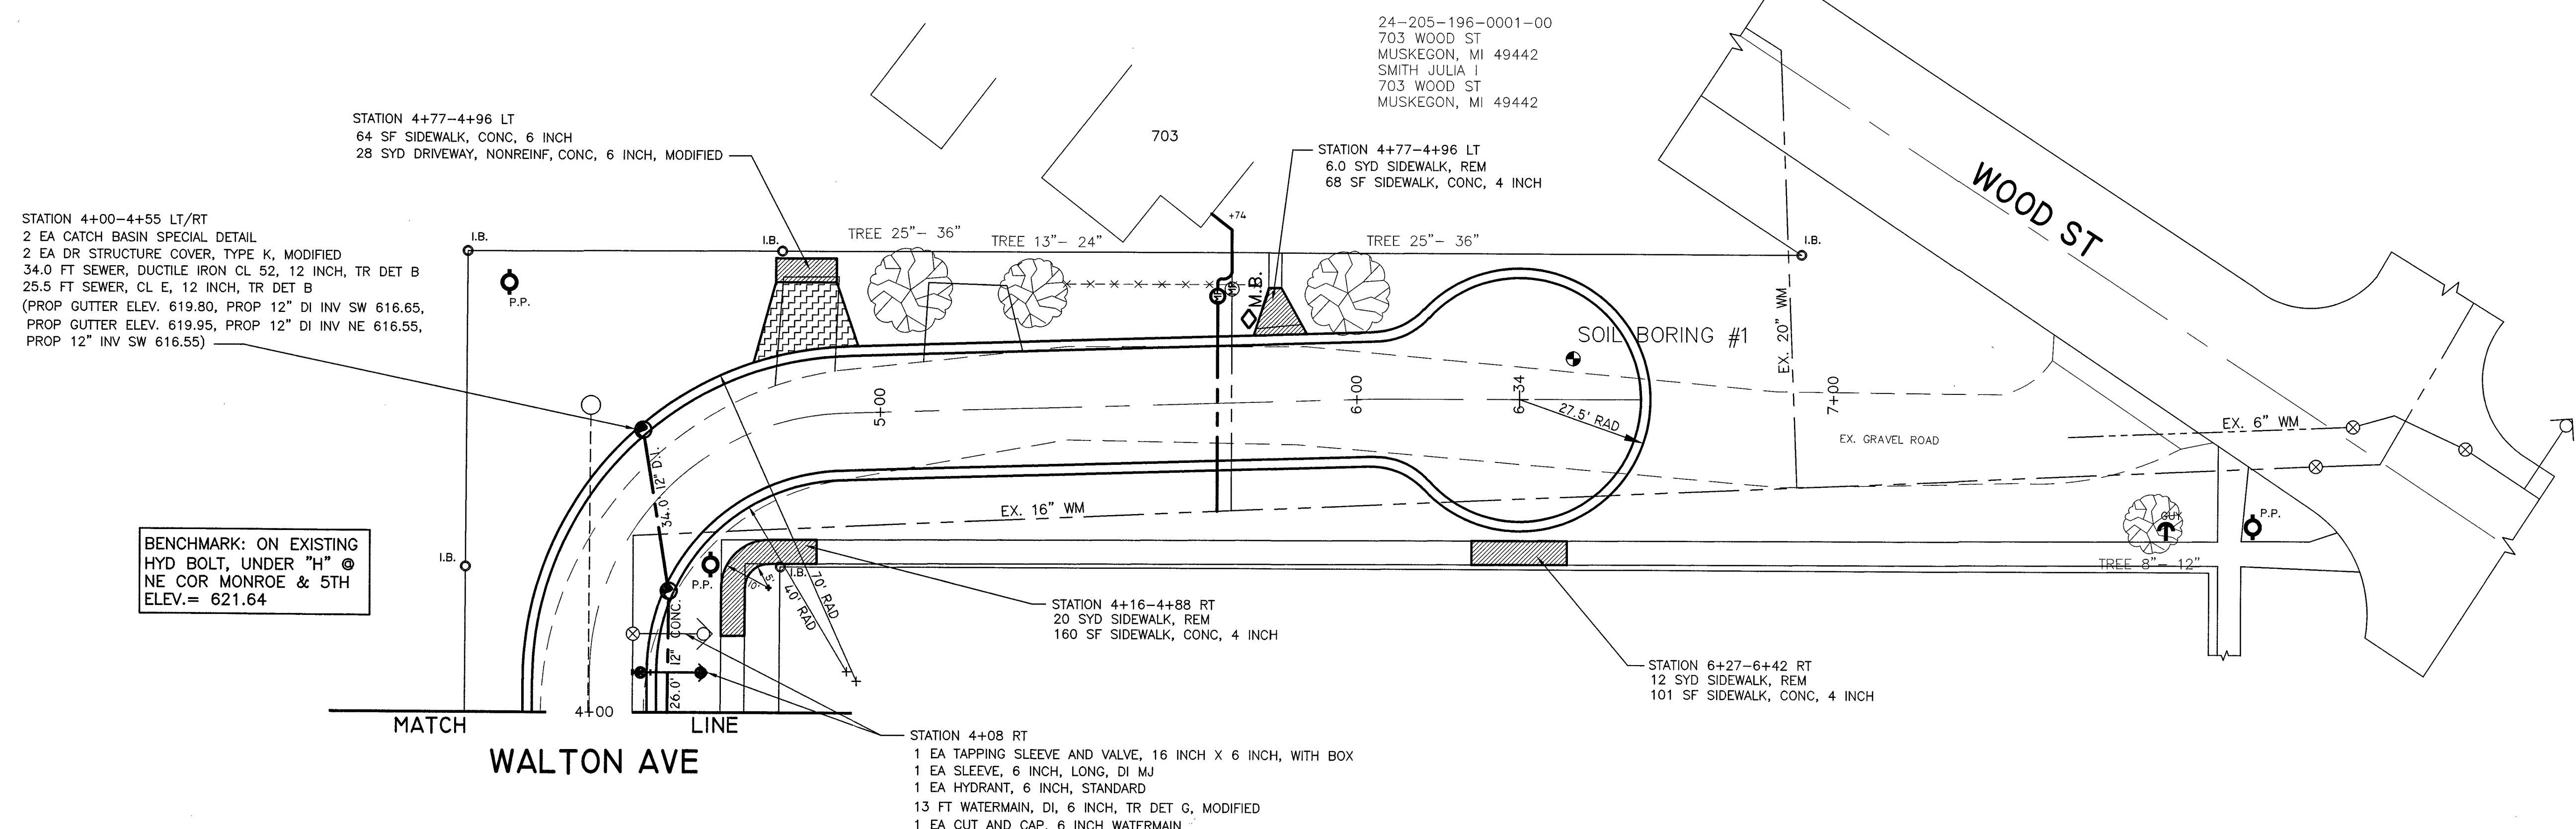 24-205-196-0001-00
703 WOOD ST
MUSKEGON, MI 49442
SMITH JULIA I
703 WOOD ST
MUSKEGON, MI 49442
STATION 4+77-4+96 LT
64 SF SIDEWALK, CONC, 6 INCH
28 SYD DRIVEWAY, NONREINF, CONC, 6 INCH, MODIFIED
703
STATION 4+77-4+96 LT
6.0 SYD SIDEWALK, REM
68 SF SIDEWALK, CONC, 4 INCH
WOOD ST
STATION 4+00-4+55 LT/RT
2 EA CATCH BASIN SPECIAL DETAIL
2 EA DR STRUCTURE COVER, TYPE K, MODIFIED
34.0 FT SEWER, DUCTILE IRON CL 52, 12 INCH, TR DET B
25.5 FT SEWER, CL E, 12 INCH, TR DET B
(PROP GUTTER ELEV. 619.80, PROP 12" DI INV SW 616.65,
PROP GUTTER ELEV. 619.95, PROP 12" DI INV NE 616.55,
PROP 12" INV SW 616.55)
I.B.
I.B.
TREE 25"- 36"
TREE 13"- 24"
+74
TREE 25"- 36"
I.B.
P.P.
M.B.
SOIL BORING #1
EX. 20" WM
5+00
6+00
6+34
7+00
27.5' RAD
EX. GRAVEL ROAD
EX. 6" WM
34.0' 12" D.I.
EX. 16" WM
GUY
P.P.
BENCHMARK: ON EXISTING
HYD BOLT, UNDER "H" @
NE COR MONROE & 5TH
ELEV.= 621.64
I.B.
P.P.
I.B.
5'
10'
70' RAD
40' RAD
TREE 8"- 12"
STATION 4+16-4+88 RT
20 SYD SIDEWALK, REM
160 SF SIDEWALK, CONC, 4 INCH
26.0' 12" CONC.
STATION 6+27-6+42 RT
12 SYD SIDEWALK, REM
101 SF SIDEWALK, CONC, 4 INCH
4+00
MATCH LINE
WALTON AVE
STATION 4+08 RT
1 EA TAPPING SLEEVE AND VALVE, 16 INCH X 6 INCH, WITH BOX
1 EA SLEEVE, 6 INCH, LONG, DI MJ
1 EA HYDRANT, 6 INCH, STANDARD
13 FT WATERMAIN, DI, 6 INCH, TR DET G, MODIFIED
1 EA CUT AND CAP, 6 INCH WATERMAIN